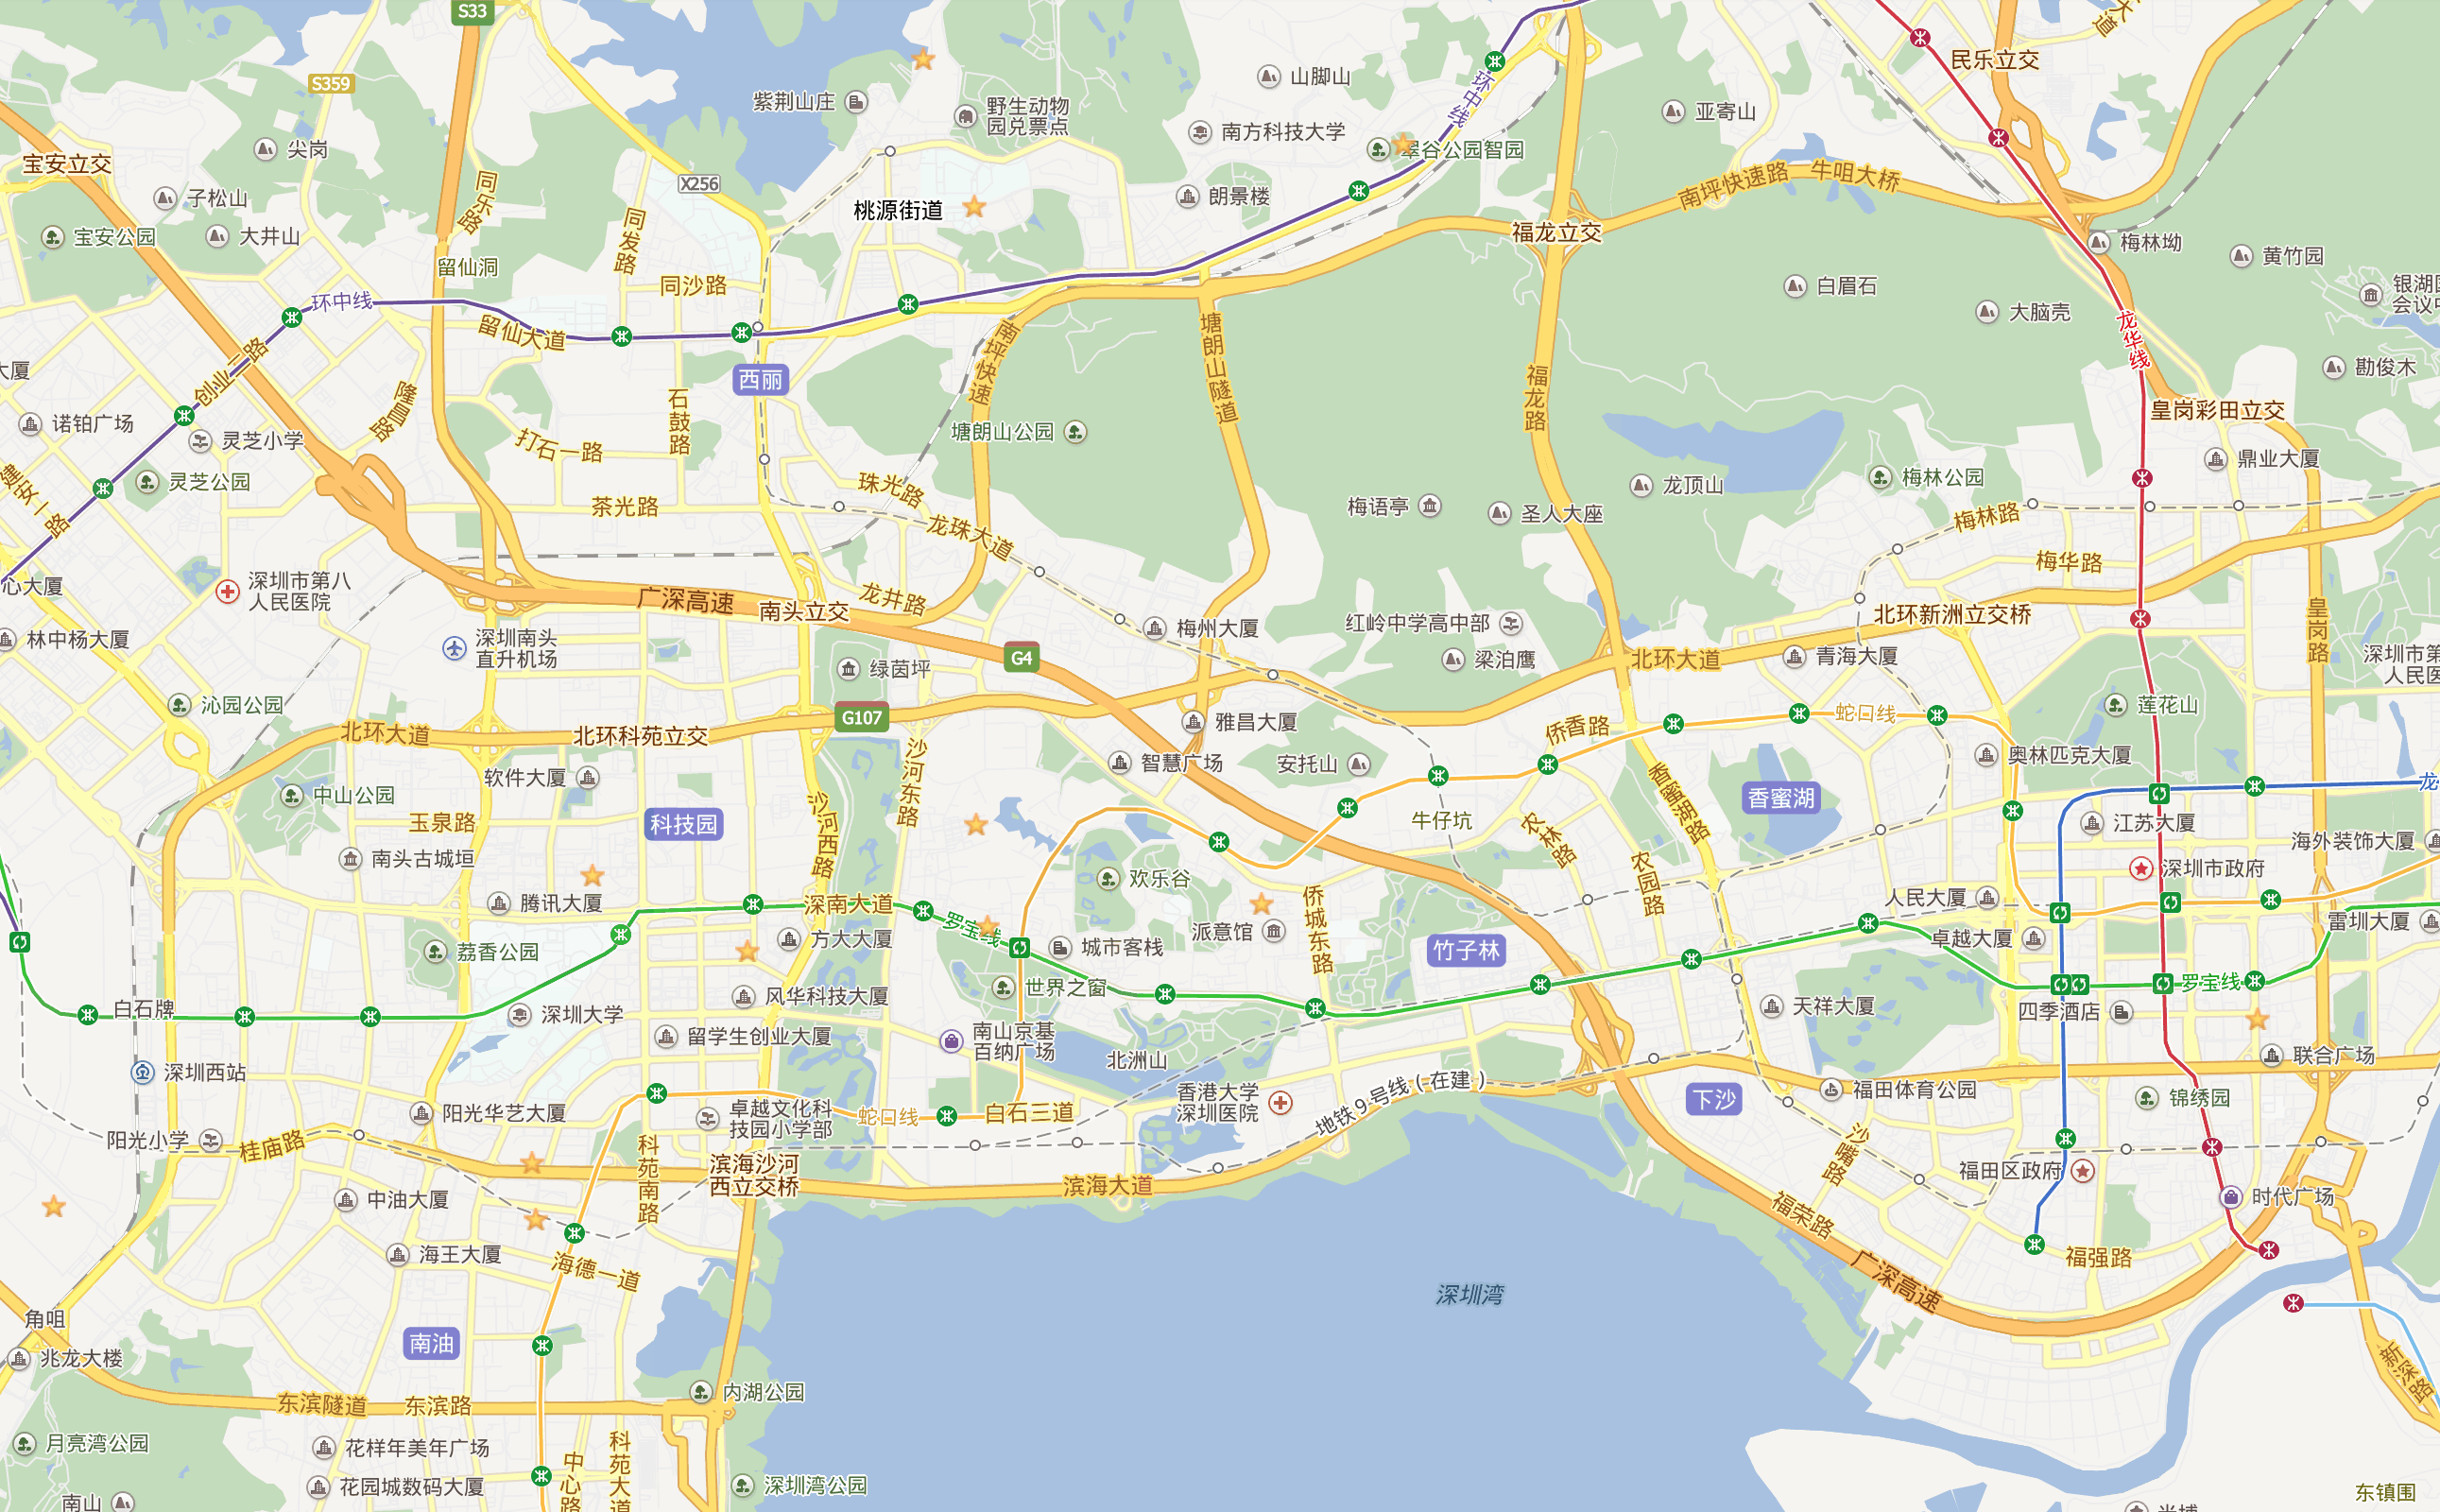 S33
S359
民乐立交
大道
山脚山
紫荆山庄
野生动物
园兑票点
南方科技大学
环中线
翠谷公园智园
亚寄山
尖岗
宝安立交
X256
子松山
同乐路
桃源街道
朗景楼
南坪快速路
牛咀大桥
宝安公园
大井山
同发路
福龙立交
梅林坳
黄竹园
留仙洞
同沙路
白眉石
大脑壳
环中线
留仙大道
南坪快速
塘朗山隧道
龙华线
创业二路
西丽
福龙路
勘俊木
诺铂广场
隆昌路
石鼓路
皇岗彩田立交
灵芝小学
打石一路
塘朗山公园
鼎业大厦
灵芝公园
建安一路
珠光路
茶光路
龙珠大道
梅语亭
圣人大座
龙顶山
梅林公园
梅林路
梅华路
心大厦
深圳市第八
人民医院
广深高速
南头立交
龙井路
北环新洲立交桥
皇岗路
林中杨大厦
深圳南头
直升机场
G4
梅州大厦
红岭中学高中部
梁泊鹰
北环大道
青海大厦
绿茵坪
沁园公园
G107
北环大道
北环科苑立交
雅昌大厦
侨香路
蛇口线
莲花山
奥林匹克大厦
沙河东路
智慧广场
安托山
软件大厦
中山公园
香蜜湖路
香蜜湖
玉泉路
科技园
沙河西路
牛仔坑
农林路
江苏大厦
海外装饰大厦
南头古城垣
欢乐谷
农园路
深圳市政府
腾讯大厦
深南大道
罗宝线
派意馆
侨城东路
人民大厦
雷圳大厦
荔香公园
方大大厦
城市客栈
竹子林
卓越大厦
世界之窗
罗宝线
风华科技大厦
白石牌
深圳大学
天祥大厦
四季酒店
留学生创业大厦
南山京基
百纳广场
北洲山
联合广场
深圳西站
地铁9号线(在建)
香港大学
深圳医院
下沙
福田体育公园
锦绣园
阳光华艺大厦
卓越文化科
技园小学部
蛇口线
白石三道
阳光小学
桂庙路
科苑南路
滨海沙河
西立交桥
滨海大道
沙嘴路
福田区政府
时代广场
中油大厦
福荣路
海王大厦
海德一道
福强路
广深高速
深圳湾
角咀
南油
兆龙大楼
新深路
内湖公园
东滨隧道
东滨路
月亮湾公园
花样年美年广场
中心路
科苑大道
花园城数码大厦
深圳湾公园
南山
东镇围